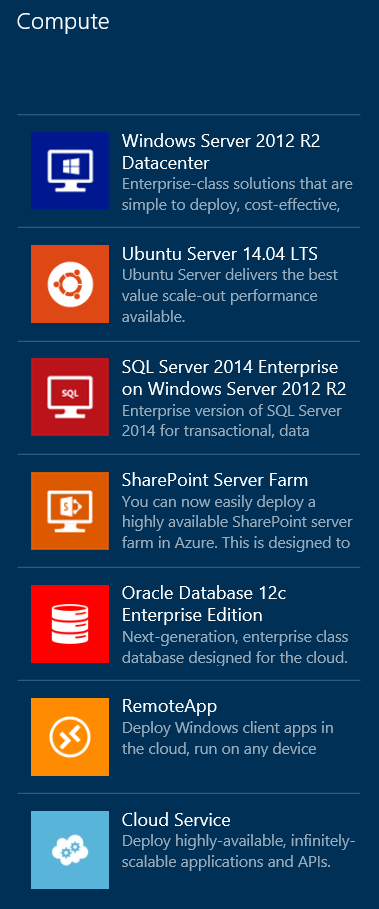 Compute
Windows Server 2012 R2
Datacenter
Enterprise-class solutions that are
simple to deploy, cost-effective,
Ubuntu Server 14.04 LTS
Ubuntu Server delivers the best
value scale-out performance
available.
SQL
SQL Server 2014 Enterprise
on Windows Server 2012 R2
Enterprise version of SQL Server
2014 for transactional, data
SharePoint Server Farm
You can now easily deploy a
highly available SharePoint server
farm in Azure. This is designed to
Oracle Database 12c
Enterprise Edition
Next-generation, enterprise class
database designed for the cloud.
RemoteApp
Deploy Windows client apps in
the cloud, run on any device
Cloud Service
Deploy highly-available, infinitely-
scalable applications and APIs.